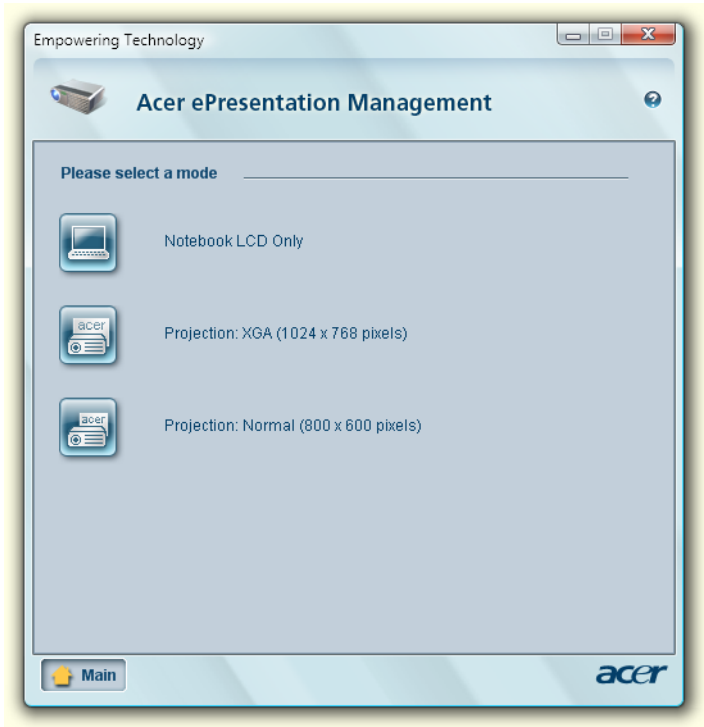 Empowering Technology
Acer ePresentation Management
Please select a mode
Notebook LCD Only
acer
Projection: XGA (1024 x 768 pixels)
acer
Projection: Normal (800 x 600 pixels)
Main
acer